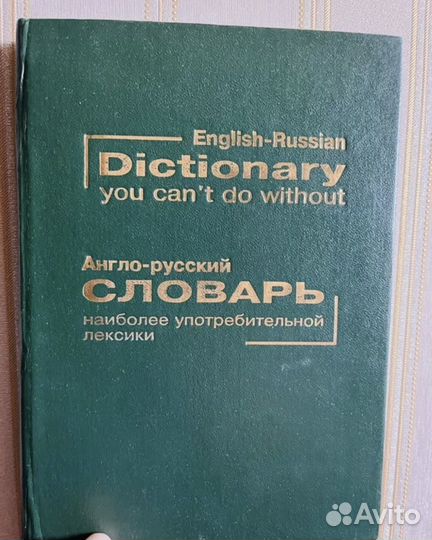 English-Russian
Dictionary
you can't do without
Англо-русский
СЛОВАРЬ
наиболее употребительной
лексики
Avito